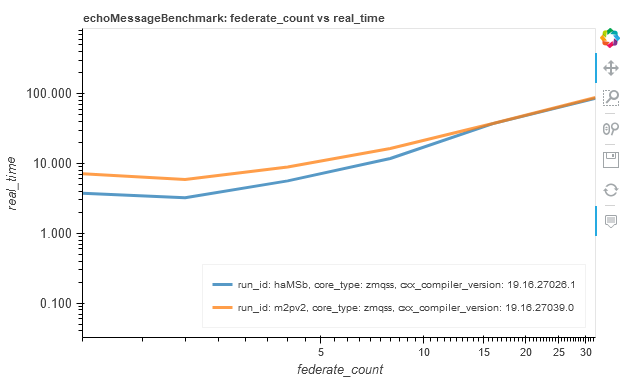 echoMessageBenchmark: federate_count vs real_time
real_time
100.000
10.000
1.000
0.100
run_id: haMSb, core_type: zmqss, cxx_compiler_version: 19.16.27026.1
run_id: m2pv2, core_type: zmqss, cxx_compiler_version: 19.16.27039.0
5 10 15 20 25 30
federate_count